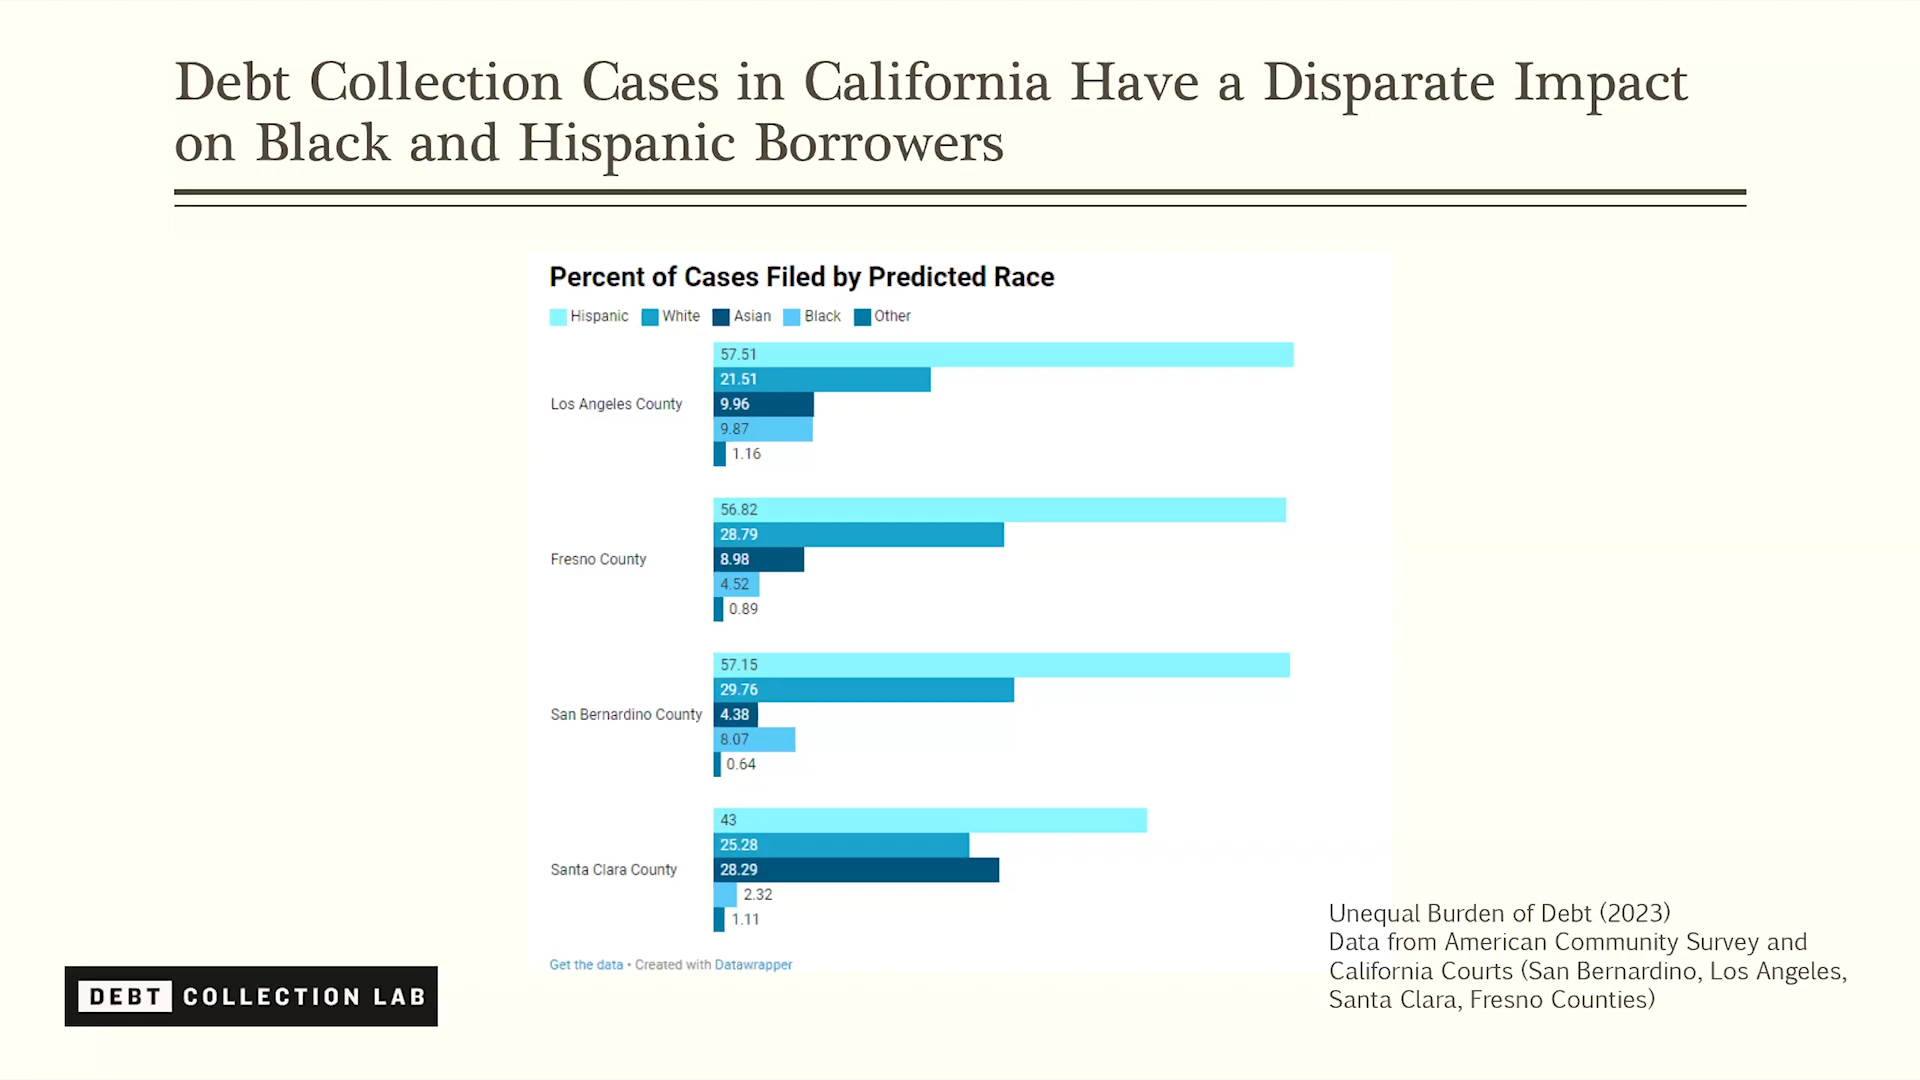 Debt Collection Cases in California Have a Disparate Impact
on Black and Hispanic Borrowers
Percent of Cases Filed by Predicted Race
Hispanic White Asian Black Other
Los Angeles County
57.51
21.51
9.96
9.87
1.16
Fresno County
56.82
28.79
8.98
4.52
0.89
San Bernardino County
57.15
29.76
4.38
8.07
0.64
Santa Clara County
43
25.28
28.29
2.32
1.11
Get the data • Created with Datawrapper
Unequal Burden of Debt (2023)
Data from American Community Survey and
California Courts (San Bernardino, Los Angeles,
Santa Clara, Fresno Counties)
DEBT COLLECTION LAB